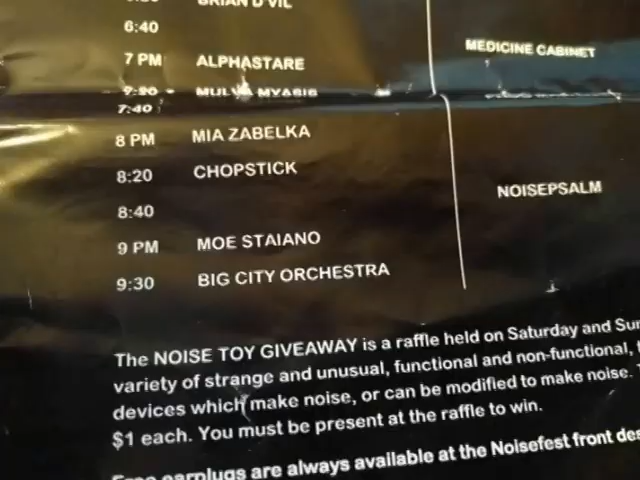 BRIAN D'VIL
6:40
7 PM ALPHASTARE
MEDICINE CABINET
7:40
8 PM MIA ZABELKA
8:20 CHOPSTICK
NOISEPSALM
8:40
9 PM MOE STAIANO
9:30 BIG CITY ORCHESTRA
The NOISE TOY GIVEAWAY is a raffle held on Saturday and
variety of strange and unusual, functional and non-functional,
devices which make noise, or can be modified to make noise.
$1 each. You must be present at the raffle to win.
Free earplugs are always available at the Noisefest front